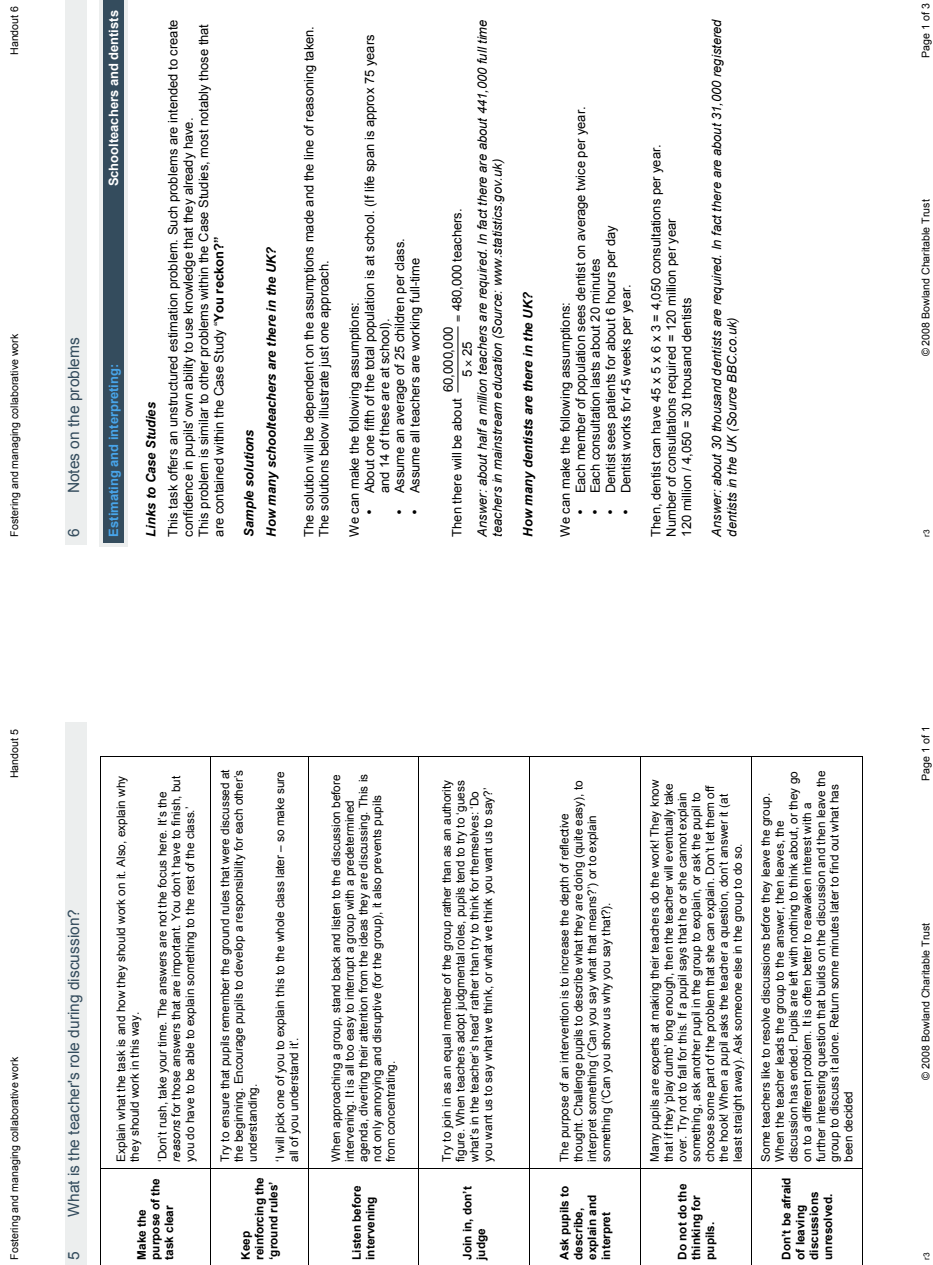 Fostering and managing collaborative work Handout 5
5 What is the teacher's role during discussion?
Make the
purpose of the
task clear
Explain what the task is and how they should work on it. Also, explain why
they should work in this way.
'Don't rush, take your time. The answers are not the focus here. It's the
reasons for those answers that are important. You don't have to finish, but
you do have to be able to explain something to the rest of the class.'
Keep
reinforcing the
'ground rules'
Try to ensure that pupils remember the ground rules that were discussed at
the beginning. Encourage pupils to develop a responsibility for each other's
understanding.
'I will pick one of you to explain this to the whole class later – so make sure
all of you understand it'.
Listen before
intervening
When approaching a group, stand back and listen to the discussion before
intervening. It is all too easy to interrupt a group with a predetermined
agenda, diverting their attention from the ideas they are discussing. This is
not only annoying and disruptive (for the group), it also prevents pupils
from concentrating.
Join in, don't
judge
Try to join in as an equal member of the group rather than as an authority
figure. When teachers adopt judgmental roles, pupils tend to try to 'guess
what's in the teacher's head' rather than try to think for themselves: 'Do
you want us to say what we think, or what we think you want us to say?'
Ask pupils to
describe,
explain and
interpret
The purpose of an intervention is to increase the depth of reflective
thought. Challenge pupils to describe what they are doing (quite easy), to
interpret something ('Can you say what that means?') or to explain
something ('Can you show us why you say that?').
Do not do the
thinking for
pupils.
Many pupils are experts at making their teachers do the work! They know
that if they 'play dumb' long enough, then the teacher will eventually take
over. Try not to fall for this. If a pupil says that he or she cannot explain
something, ask another pupil in the group to explain, or ask the pupil to
choose some part of the problem that she can explain. Don't let them off
the hook! When a pupil asks the teacher a question, don't answer it (at
least straight away). Ask someone else in the group to do so.
Don't be afraid
of leaving
discussions
unresolved.
Some teachers like to resolve discussions before they leave the group.
When the teacher leads the group to the answer, then leaves, the
discussion has ended. Pupils are left with nothing to think about, or they go
on to a different problem. It is often better to reawaken interest with a
further interesting question that builds on the discussion and then leave the
group to discuss it alone. Return some minutes later to find out what has
been decided
r3 © 2008 Bowland Charitable Trust Page 1 of 1
Fostering and managing collaborative work Handout 6
6 Notes on the problems
Estimating and interpreting: Schoolteachers and dentists
Links to Case Studies
This task offers an unstructured estimation problem. Such problems are intended to create
confidence in pupils' own ability to use knowledge that they already have.
This problem is similar to other problems within the Case Studies, most notably those that
are contained within the Case Study "You reckon?"
Sample solutions
How many schoolteachers are there in the UK?
The solution will be dependent on the assumptions made and the line of reasoning taken.
The solutions below illustrate just one approach.
We can make the following assumptions:
• About one fifth of the total population is at school. (If life span is approx 75 years
and 14 of these are at school).
• Assume an average of 25 children per class.
• Assume all teachers are working full-time
Then there will be about 60,000,000 / 5 × 25 = 480,000 teachers.
Answer: about half a million teachers are required. In fact there are about 441,000 full time
teachers in mainstream education (Source: www.statistics.gov.uk)
How many dentists are there in the UK?
We can make the following assumptions:
• Each member of population sees dentist on average twice per year.
• Each consultation lasts about 20 minutes
• Dentist sees patients for about 6 hours per day
• Dentist works for 45 weeks per year.
Then, dentist can have 45 x 5 x 6 x 3 = 4,050 consultations per year.
Number of consultations required = 120 million per year
120 million / 4,050 = 30 thousand dentists
Answer: about 30 thousand dentists are required. In fact there are about 31,000 registered
dentists in the UK (Source BBC.co.uk)
r3 © 2008 Bowland Charitable Trust Page 1 of 3